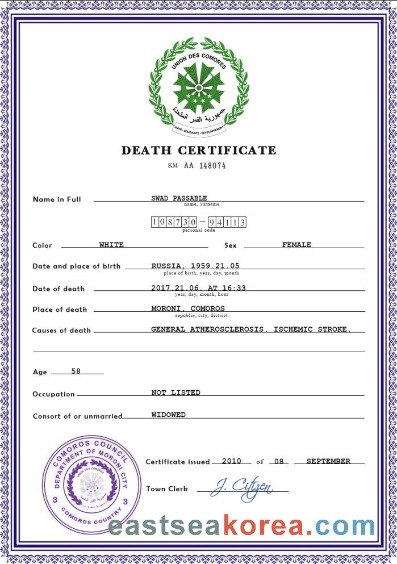 UNION DES COMORES
جمهورية القمر المتحدة
DEATH CERTIFICATE
KM AA 148074
Name in Full SWAD PASSABLE
name, surname
108730-94113
personal code
Color WHITE Sex FEMALE
Date and place of birth RUSSIA, 1959.21.05
place of birth, year, day, month
Date of death 2017.21.06. AT 16:33
year, day, month, hour
Place of death MORONI, COMOROS
republic, city, district
Causes of death GENERAL ATHEROSCLEROSIS. ISCHEMIC STROKE.
Age 58
Occupation NOT LISTED
Consort of or unmarried WIDOWED
COMOROS COUNCIL
DEPARTMENT OF MORONI CITY
3 3
COMOROS COUNTRY
Certificate Issued 2010 of 08 SEPTEMBER
Town Clerk J. Citizen
eastseakorea.com